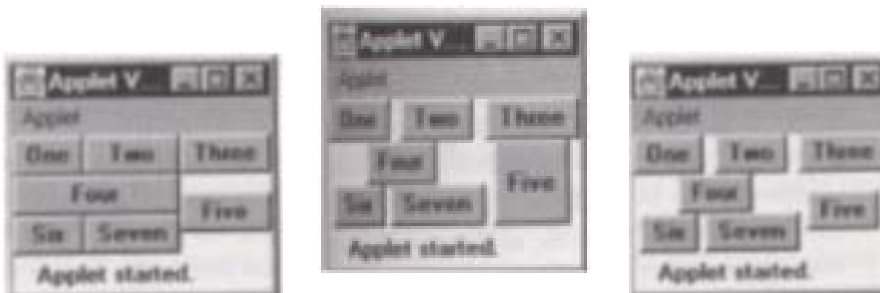 Applet V...
Applet
One Two Three
Four
Five
Six Seven
Applet started.
Applet V...
Applet
One Two Three
Four
Five
Six Seven
Applet started.
Applet V...
Applet
One Two Three
Four
Five
Six Seven
Applet started.